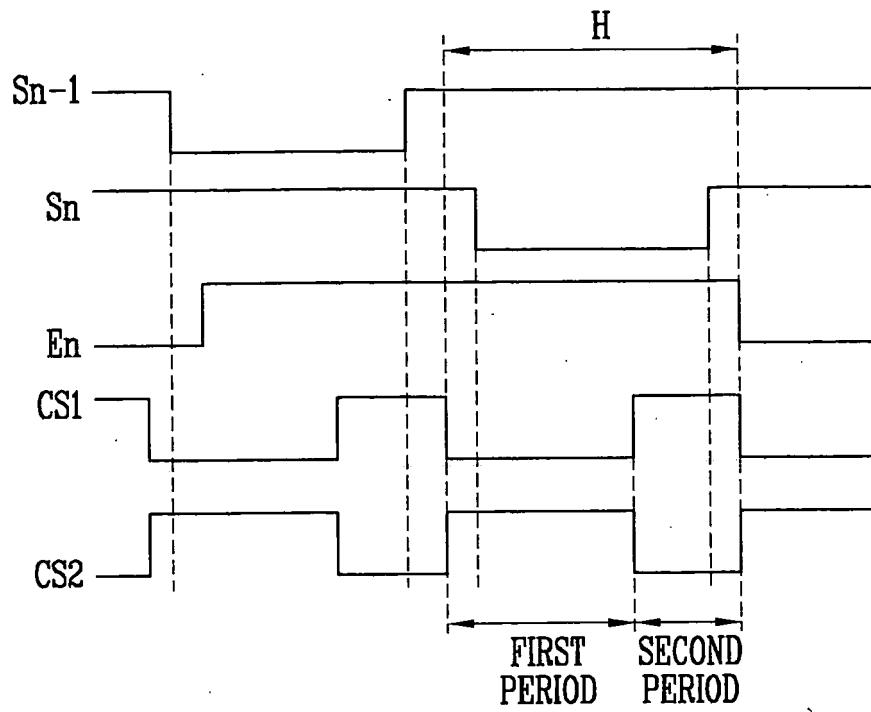 H
Sn-1
Sn
En
CS1
CS2
FIRST PERIOD
SECOND PERIOD